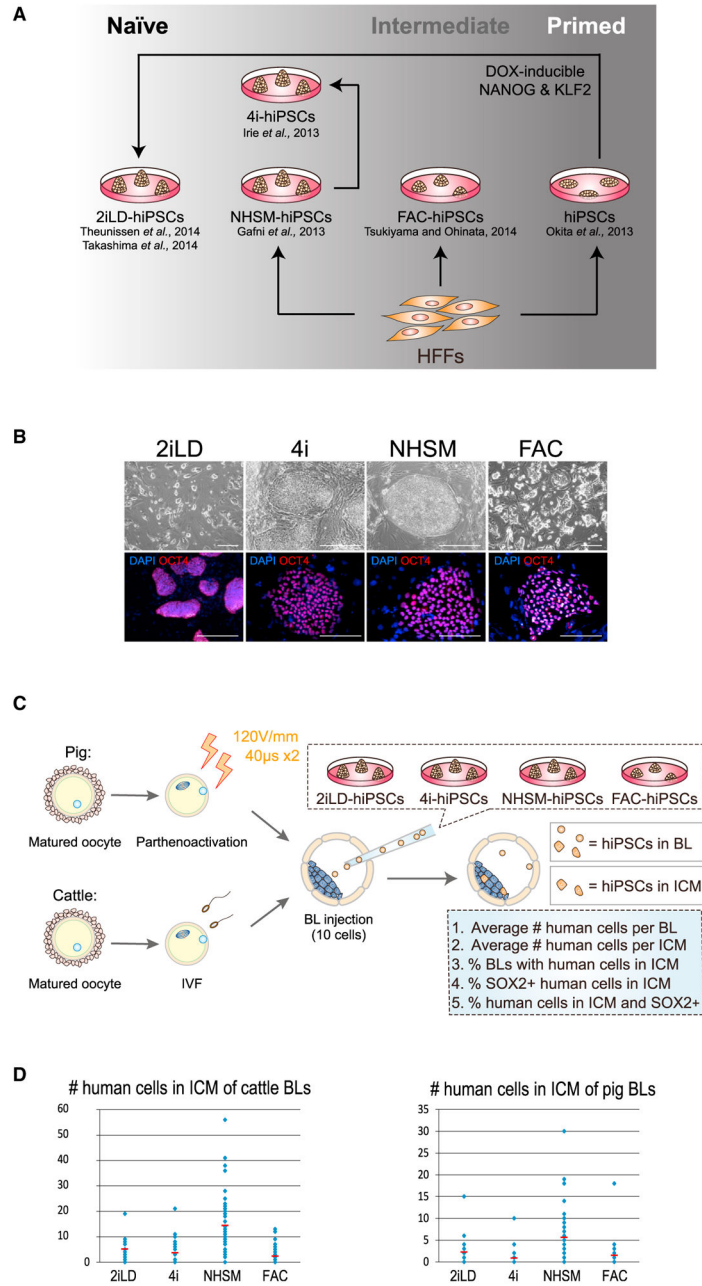 A
Naïve
Intermediate
Primed
DOX-inducible
NANOG & KLF2
4i-hiPSCs
Irie et al., 2013
2iLD-hiPSCs
Theunissen et al., 2014
Takashima et al., 2014
NHSM-hiPSCs
Gafni et al., 2013
FAC-hiPSCs
Tsukiyama and Ohinata, 2014
hiPSCs
Okita et al., 2013
HFFs
B
2iLD
4i
NHSM
FAC
DAPI OCT4
DAPI OCT4
DAPI OCT4
DAPI OCT4
C
Pig:
120V/mm
40µs x2
Matured oocyte
Parthenoactivation
2iLD-hiPSCs
4i-hiPSCs
NHSM-hiPSCs
FAC-hiPSCs
Cattle:
Matured oocyte
IVF
BL injection
(10 cells)
= hiPSCs in BL
= hiPSCs in ICM
1. Average # human cells per BL
2. Average # human cells per ICM
3. % BLs with human cells in ICM
4. % SOX2+ human cells in ICM
5. % human cells in ICM and SOX2+
D
# human cells in ICM of cattle BLs
60
50
40
30
20
10
0
2iLD
4i
NHSM
FAC
# human cells in ICM of pig BLs
35
30
25
20
15
10
5
0
2iLD
4i
NHSM
FAC